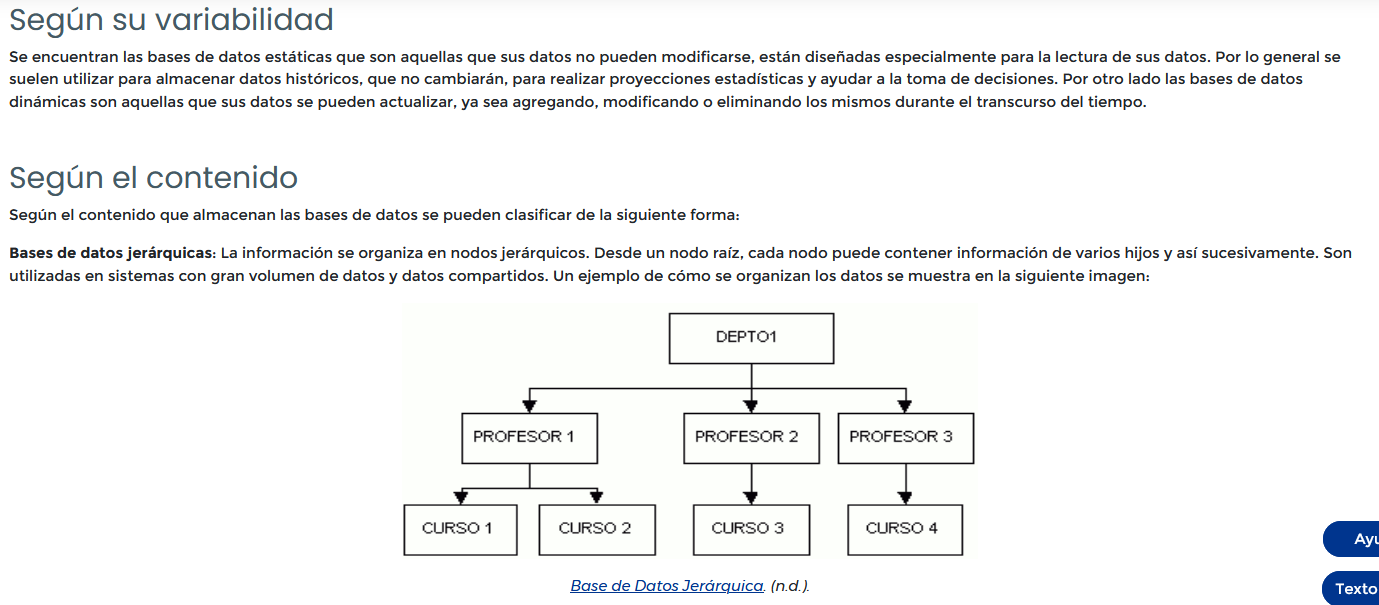 Según su variabilidad
Se encuentran las bases de datos estáticas que son aquellas que sus datos no pueden modificarse, están diseñadas especialmente para la lectura de sus datos. Por lo general se
suelen utilizar para almacenar datos históricos, que no cambiarán, para realizar proyecciones estadísticas y ayudar a la toma de decisiones. Por otro lado las bases de datos
dinámicas son aquellas que sus datos se pueden actualizar, ya sea agregando, modificando o eliminando los mismos durante el transcurso del tiempo.
Según el contenido
Según el contenido que almacenan las bases de datos se pueden clasificar de la siguiente forma:
Bases de datos jerárquicas: La información se organiza en nodos jerárquicos. Desde un nodo raíz, cada nodo puede contener información de varios hijos y así sucesivamente. Son
utilizadas en sistemas con gran volumen de datos y datos compartidos. Un ejemplo de cómo se organizan los datos se muestra en la siguiente imagen:
DEPTO1
PROFESOR 1 PROFESOR 2 PROFESOR 3
CURSO 1 CURSO 2 CURSO 3 CURSO 4
Ayu
Base de Datos Jerárquica. (n.d.).
Texto